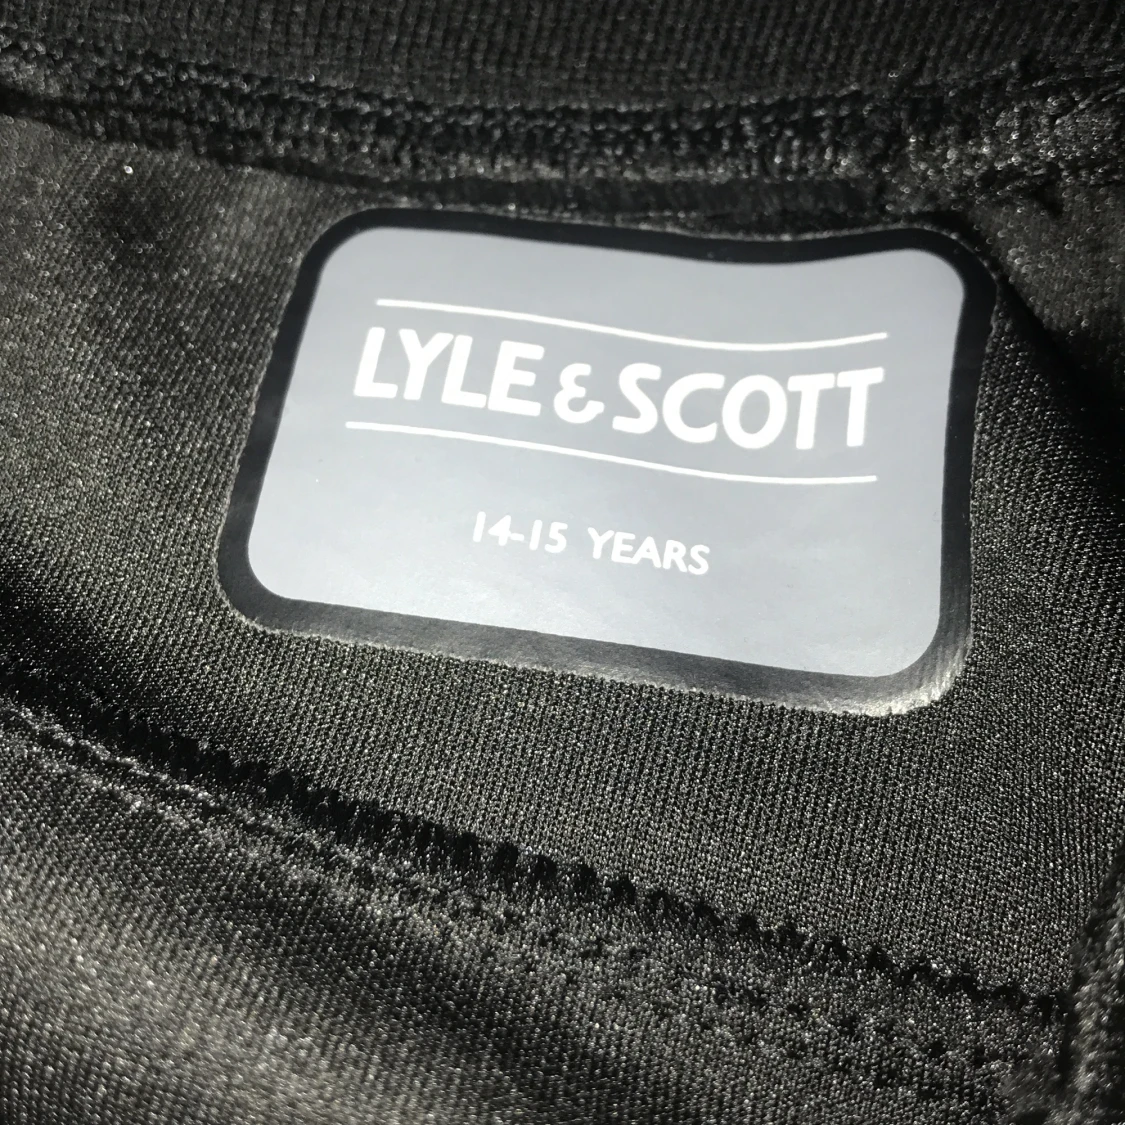 LYLE & SCOTT
14-15 YEARS